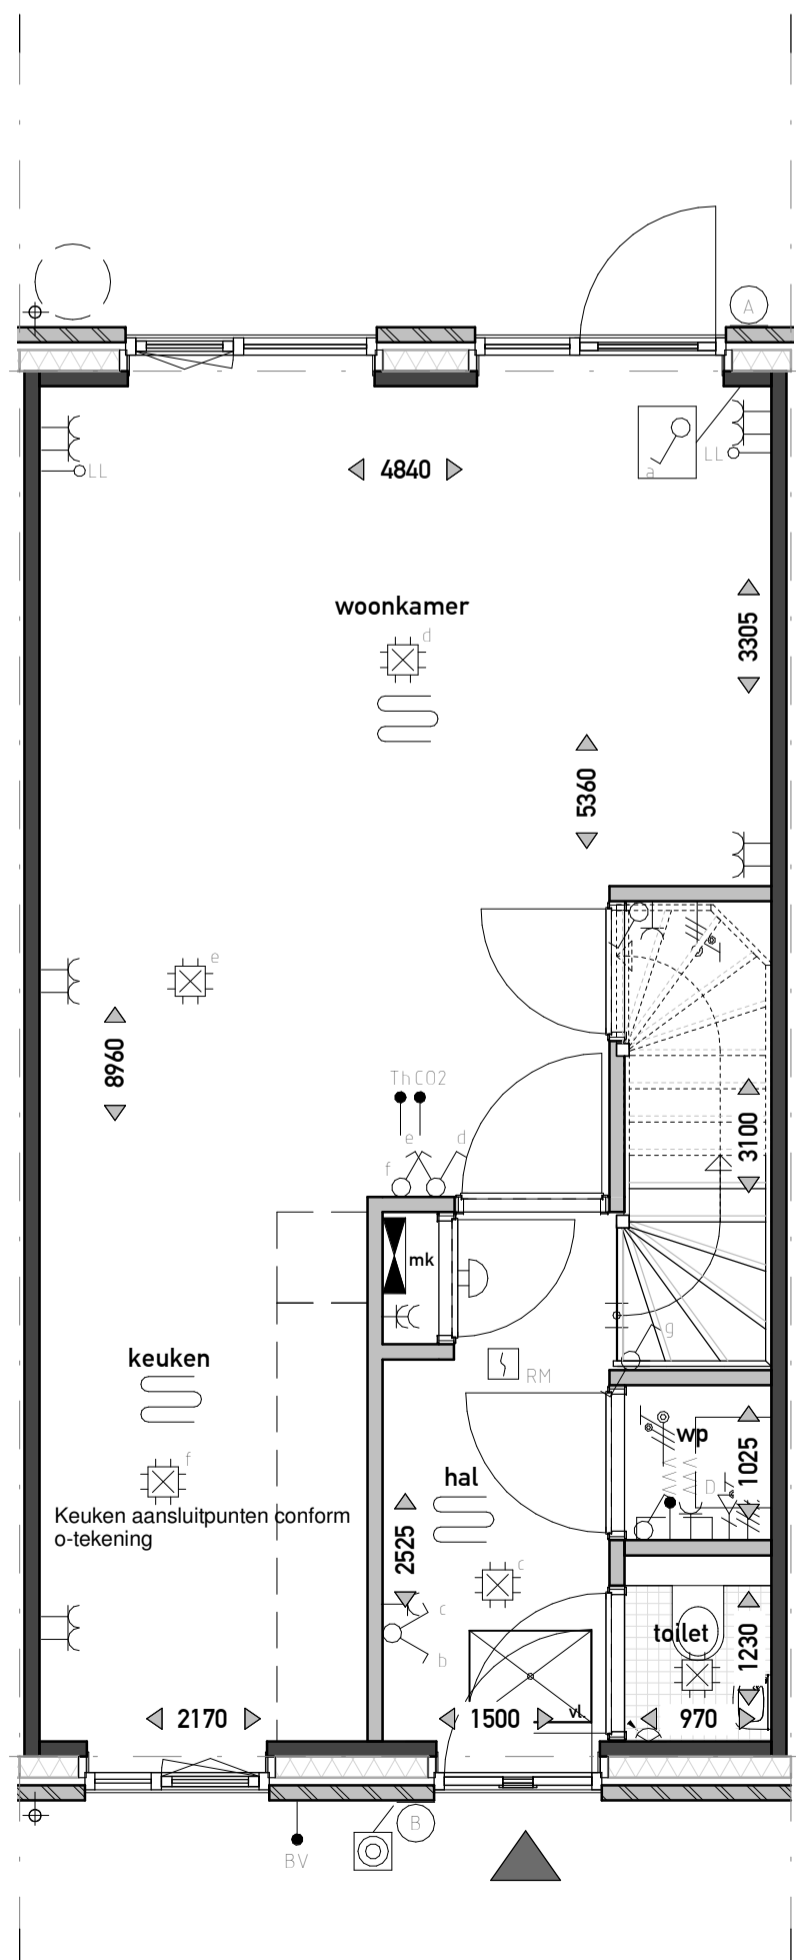 A
LL
4840
a
LL
woonkamer
d
3305
5360
e
8960
Th CO2
e
d
f
3100
mk
g
keuken
RM
f
hal
wp
D
1025
Keuken aansluitpunten conform
o-tekening
2525
c
c
b
toilet
1230
vl
2170
1500
970
B
BV